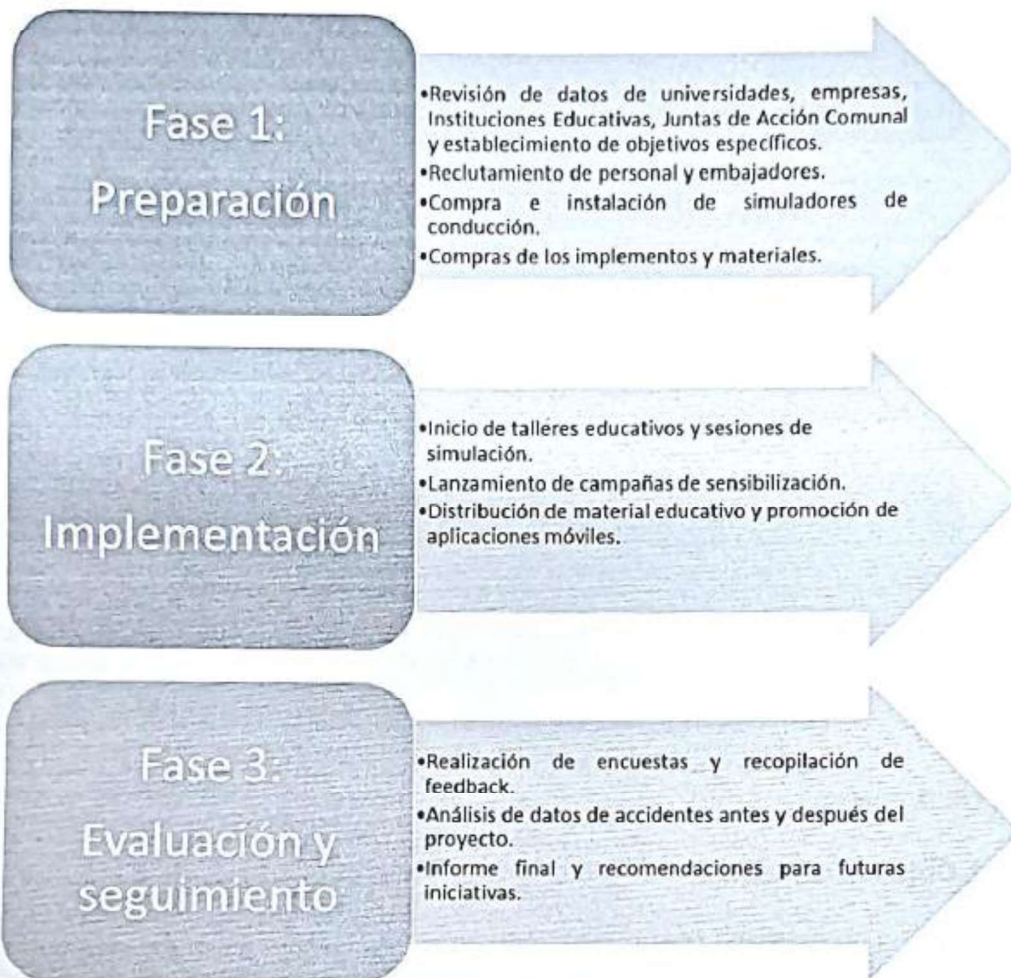 Fase 1:
Preparación
•Revisión de datos de universidades, empresas,
Instituciones Educativas, Juntas de Acción Comunal
y establecimiento de objetivos específicos.
•Reclutamiento de personal y embajadores.
•Compra e instalación de simuladores de
conducción.
•Compras de los implementos y materiales.
Fase 2:
Implementación
•Inicio de talleres educativos y sesiones de
simulación.
•Lanzamiento de campañas de sensibilización.
•Distribución de material educativo y promoción de
aplicaciones móviles.
Fase 3:
Evaluación y
seguimiento
•Realización de encuestas y recopilación de
feedback.
•Análisis de datos de accidentes antes y después del
proyecto.
•Informe final y recomendaciones para futuras
iniciativas.